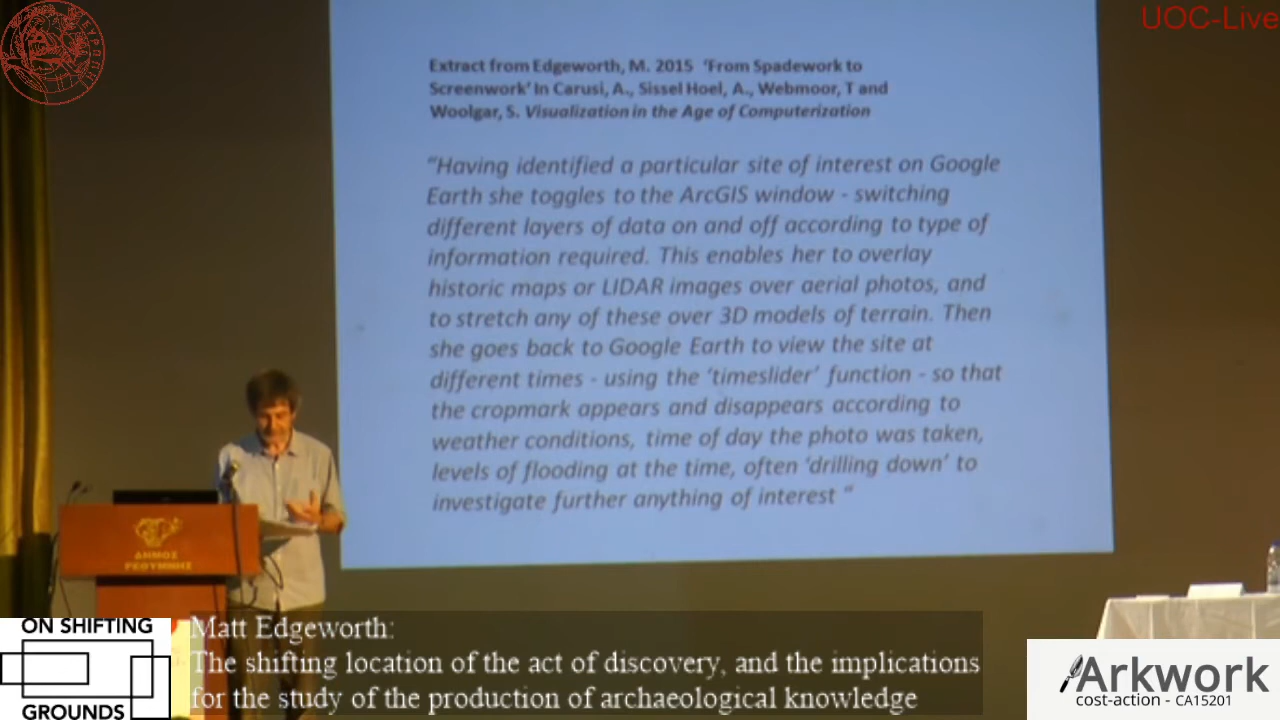 UOC-Live
Extract from Edgeworth, M. 2015 ‘From Spadework to
Screenwork’ In Carusi, A., Sissel Hoel, A., Webmoor, T and
Woolgar, S. Visualization in the Age of Computerization
“Having identified a particular site of interest on Google
Earth she toggles to the ArcGIS window - switching
different layers of data on and off according to type of
information required. This enables her to overlay
historic maps or LIDAR images over aerial photos, and
to stretch any of these over 3D models of terrain. Then
she goes back to Google Earth to view the site at
different times - using the ‘timeslider’ function - so that
the cropmark appears and disappears according to
weather conditions, time of day the photo was taken,
levels of flooding at the time, often ‘drilling down’ to
investigate further anything of interest “
ΔΗΜΟΣ
ΡΕΘΥΜΝΗΣ
ON SHIFTING
GROUNDS
Matt Edgeworth:
The shifting location of the act of discovery, and the implications
for the study of the production of archaeological knowledge
Arkwork
cost-action - CA15201